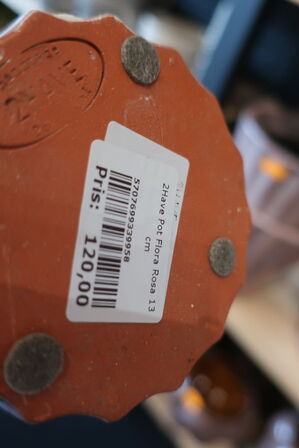 2Have Pot Flora Rosa 13
cm
5707699339958
Pris: 120,00